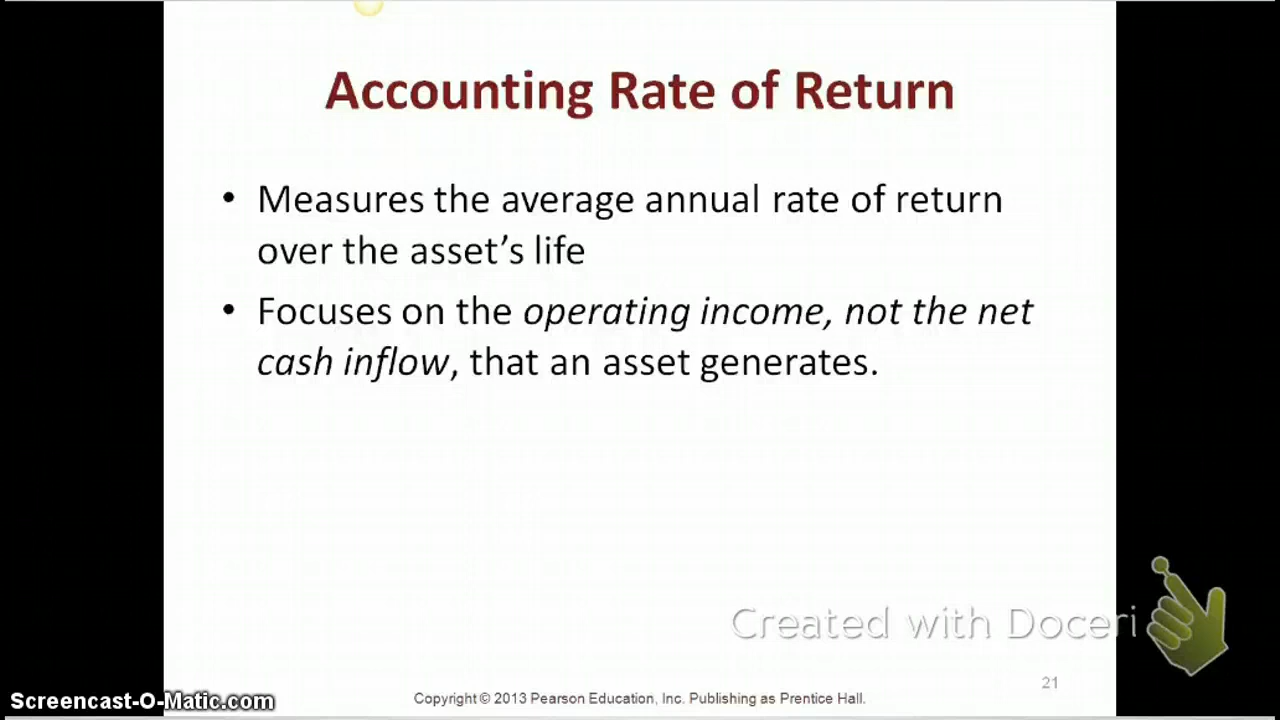 Accounting Rate of Return
• Measures the average annual rate of return
over the asset’s life
• Focuses on the operating income, not the net
cash inflow, that an asset generates.
Created with Doceri
21
Copyright © 2013 Pearson Education, Inc. Publishing as Prentice Hall.
Screencast-O-Matic.com